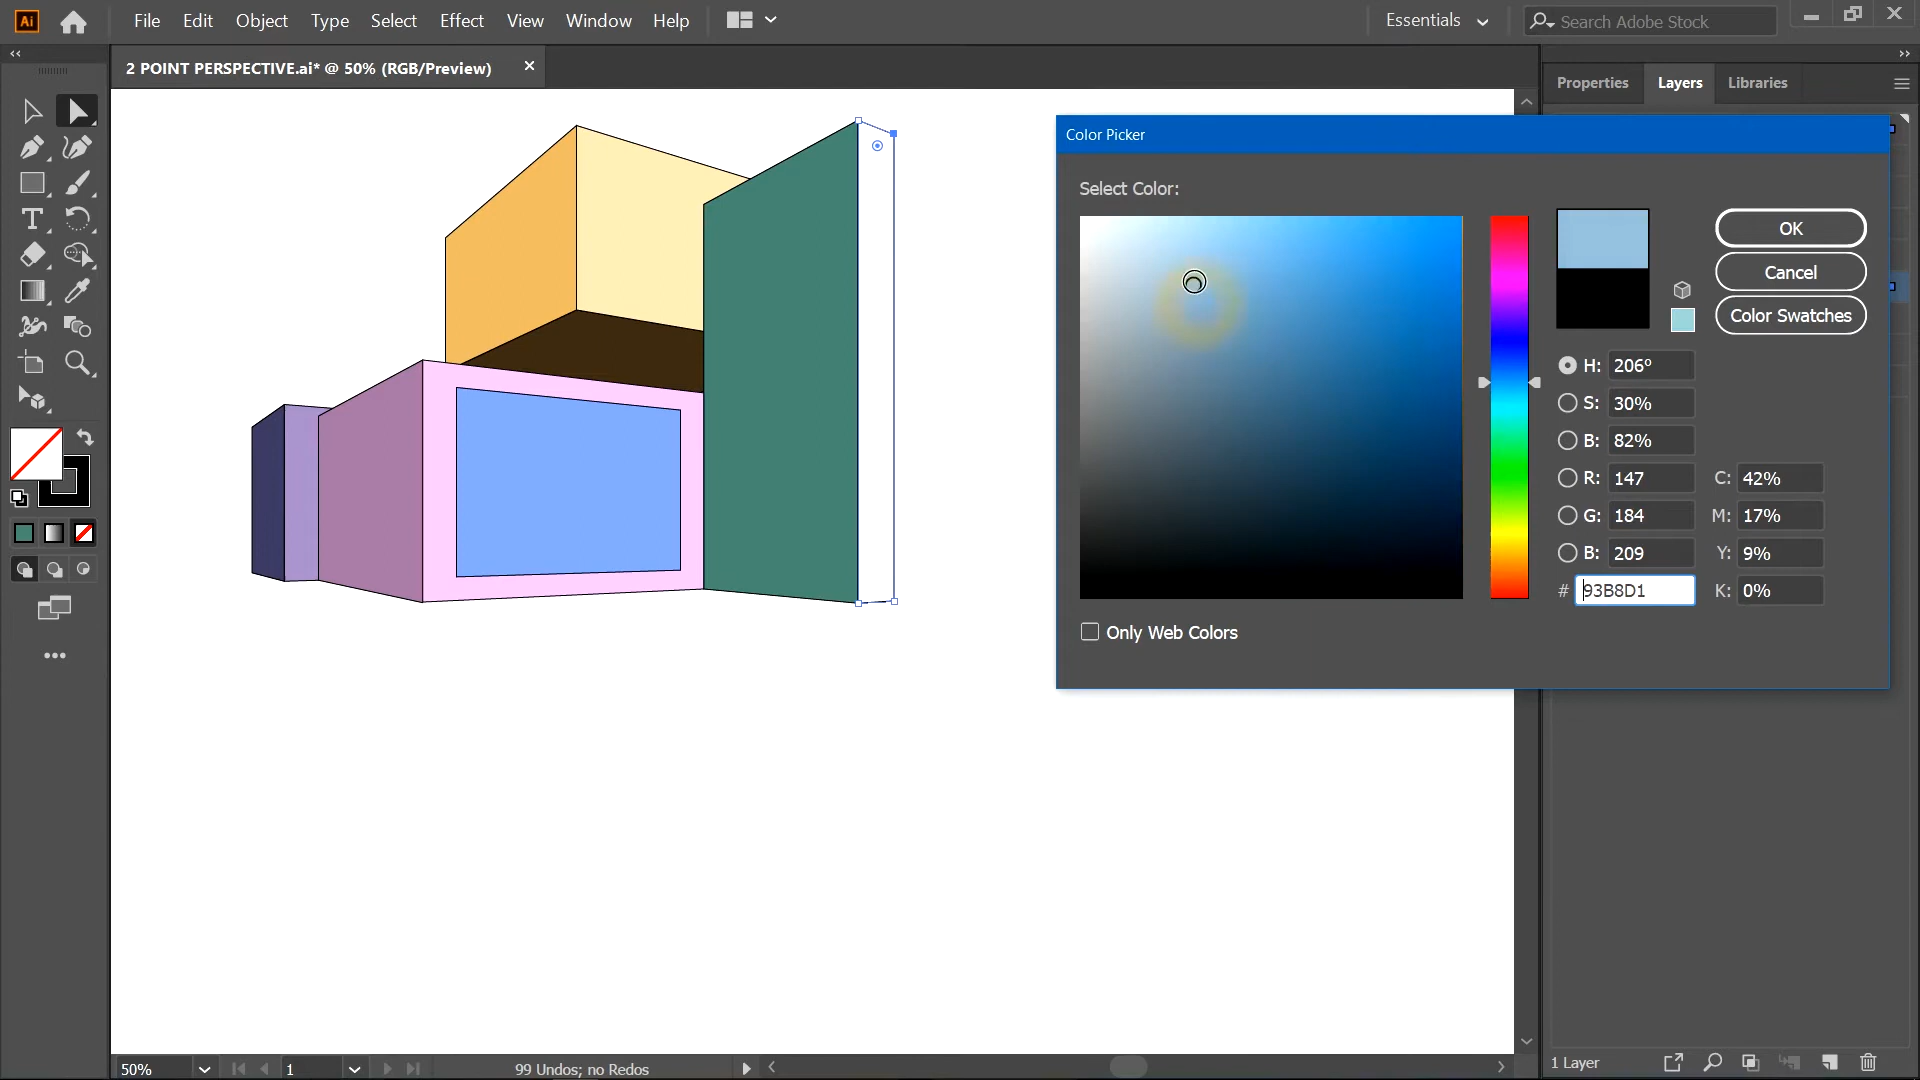 Ai File Edit Object Type Select Effect View Window Help Essentials Search Adobe Stock
2 POINT PERSPECTIVE.ai* @ 50% (RGB/Preview)
Properties Layers Libraries
Color Picker
Select Color:
OK
Cancel
Color Swatches
H: 206º
S: 30%
B: 82%
R: 147 C: 42%
G: 184 M: 17%
B: 209 Y: 9%
# 93B8D1 K: 0%
Only Web Colors
T
50% 1 99 Undos; no Redos 1 Layer